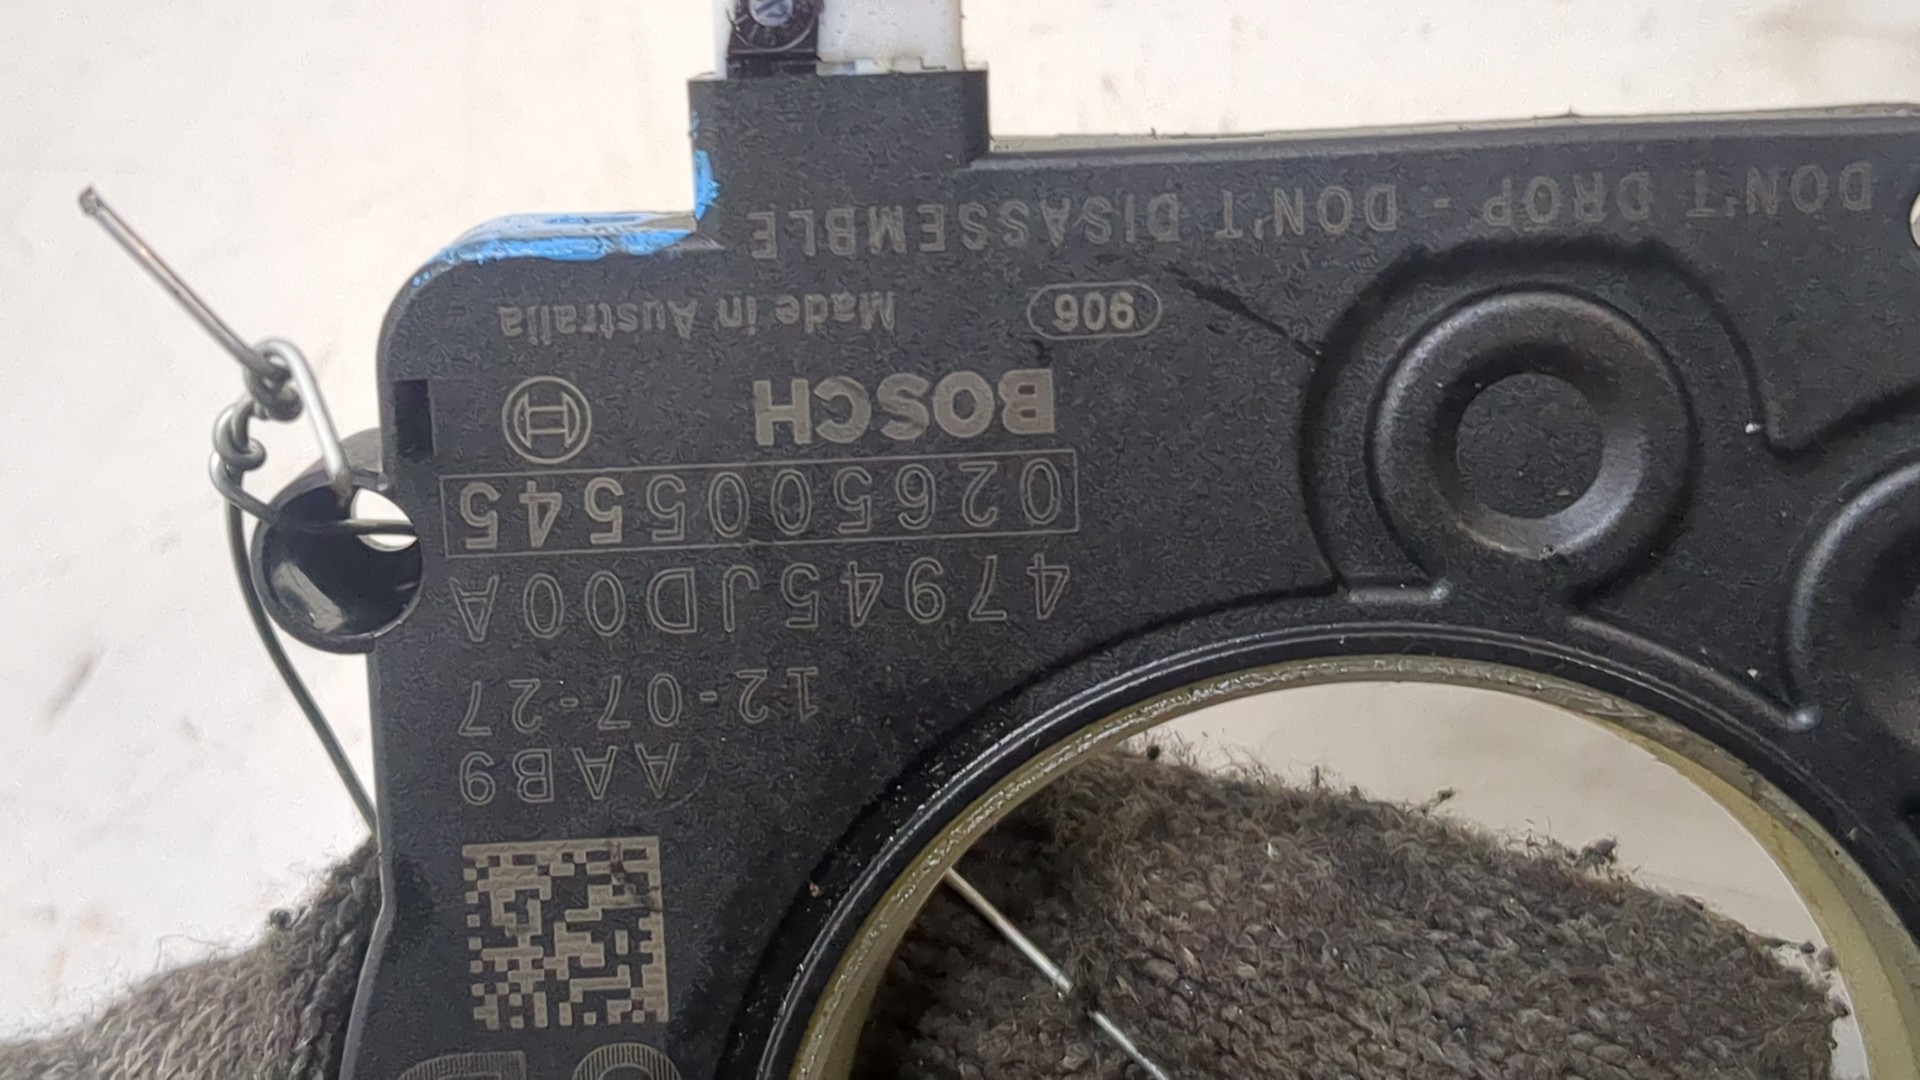 AAB9
12-07-27
47945JD00A
0265005545
BOSCH
906 Made in Australia
DON'T DROP - DON'T DISASSEMBLE